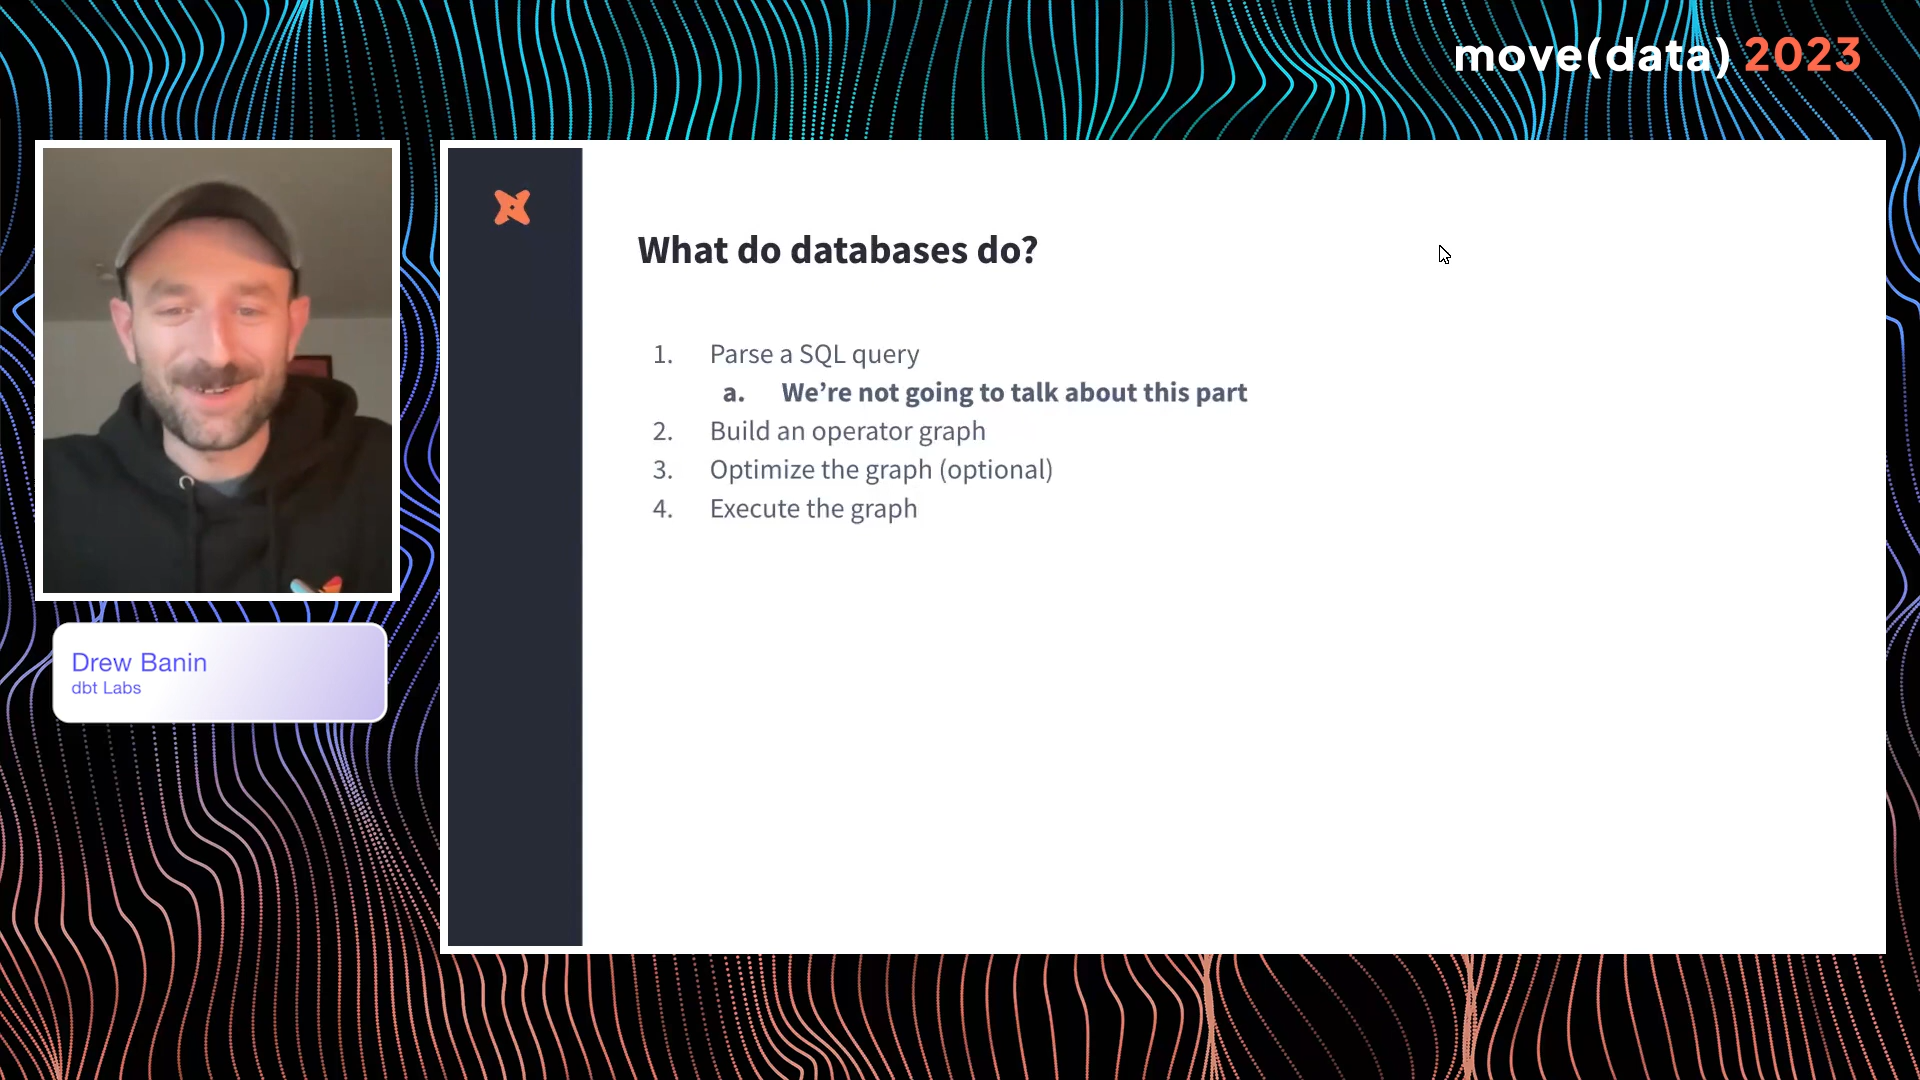 move(data) 2023
What do databases do?
1. Parse a SQL query
a. We’re not going to talk about this part
2. Build an operator graph
3. Optimize the graph (optional)
4. Execute the graph
Drew Banin
dbt Labs